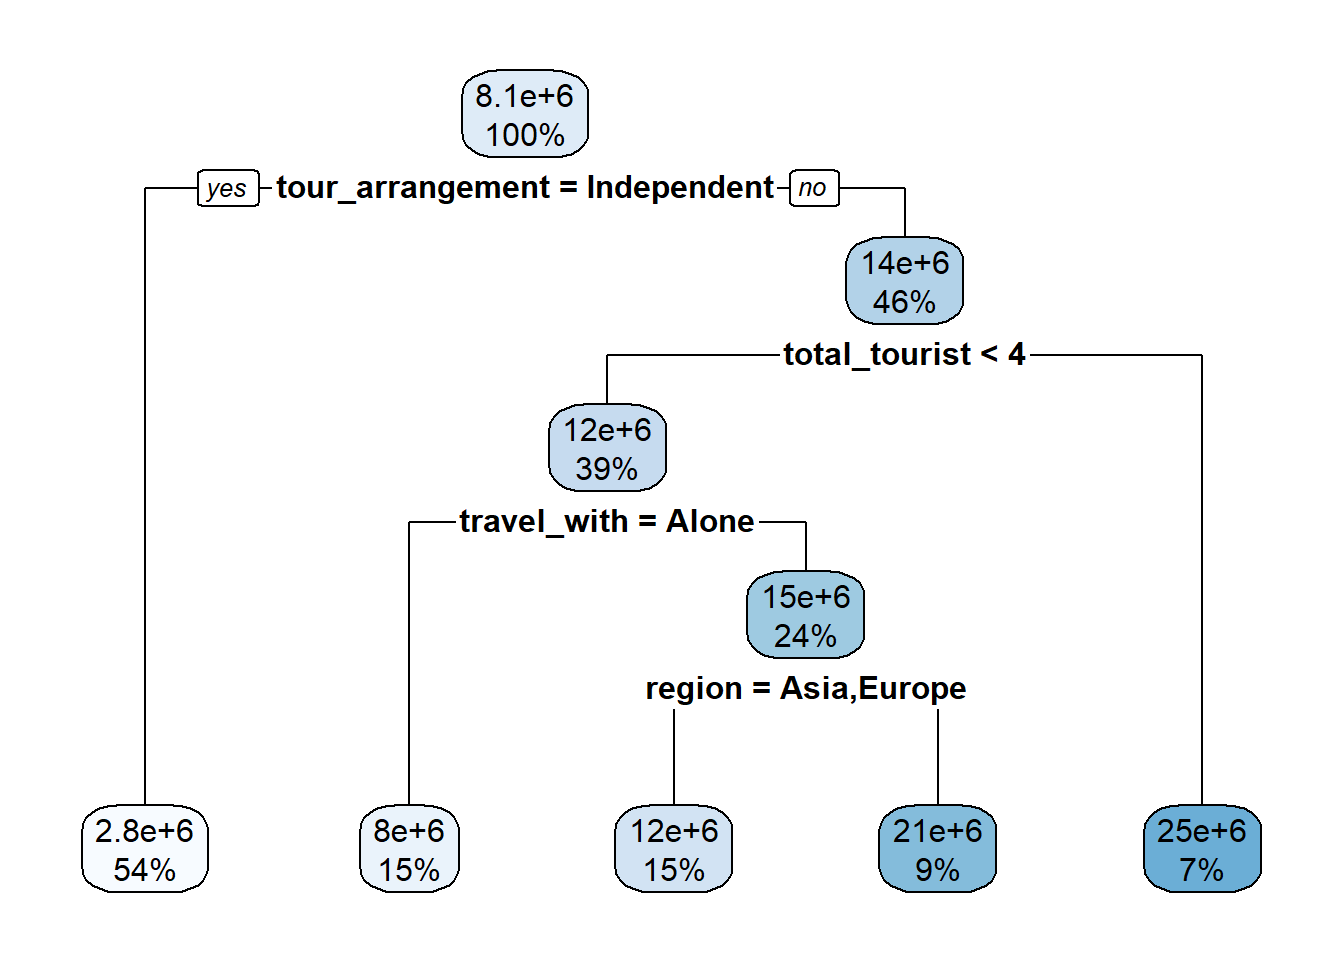 8.1e+6
100%
yes tour_arrangement = Independent no
14e+6
46%
total_tourist < 4
12e+6
39%
travel_with = Alone
15e+6
24%
region = Asia,Europe
2.8e+6
54%
8e+6
15%
12e+6
15%
21e+6
9%
25e+6
7%